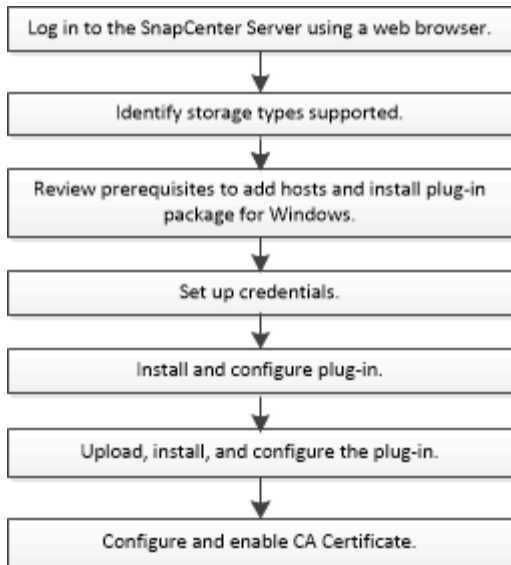 Log in to the SnapCenter Server using a web browser.
Identify storage types supported.
Review prerequisites to add hosts and install plug-in
package for Windows.
Set up credentials.
Install and configure plug-in.
Upload, install, and configure the plug-in.
Configure and enable CA Certificate.